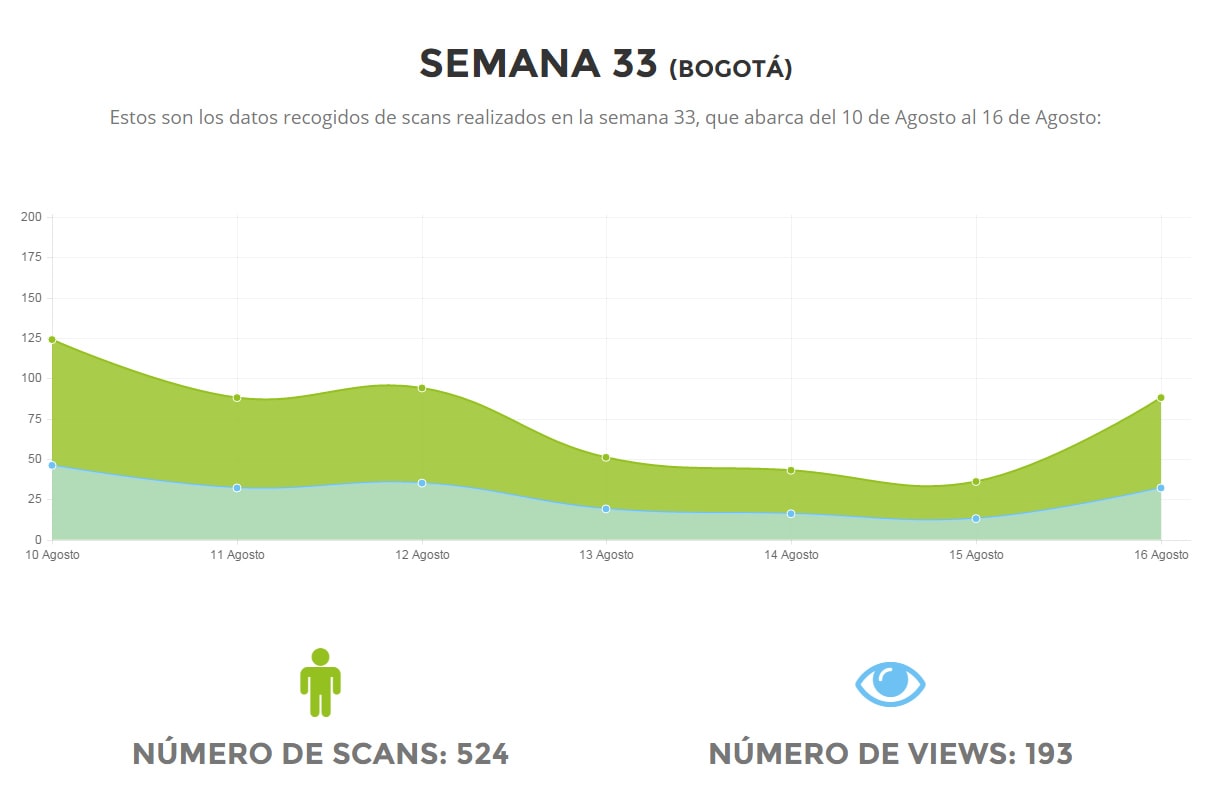 SEMANA 33 (BOGOTÁ)
Estos son los datos recogidos de scans realizados en la semana 33, que abarca del 10 de Agosto al 16 de Agosto:
200
175
150
125
100
75
50
25
0
10 Agosto 11 Agosto 12 Agosto 13 Agosto 14 Agosto 15 Agosto 16 Agosto
NÚMERO DE SCANS: 524 NÚMERO DE VIEWS: 193